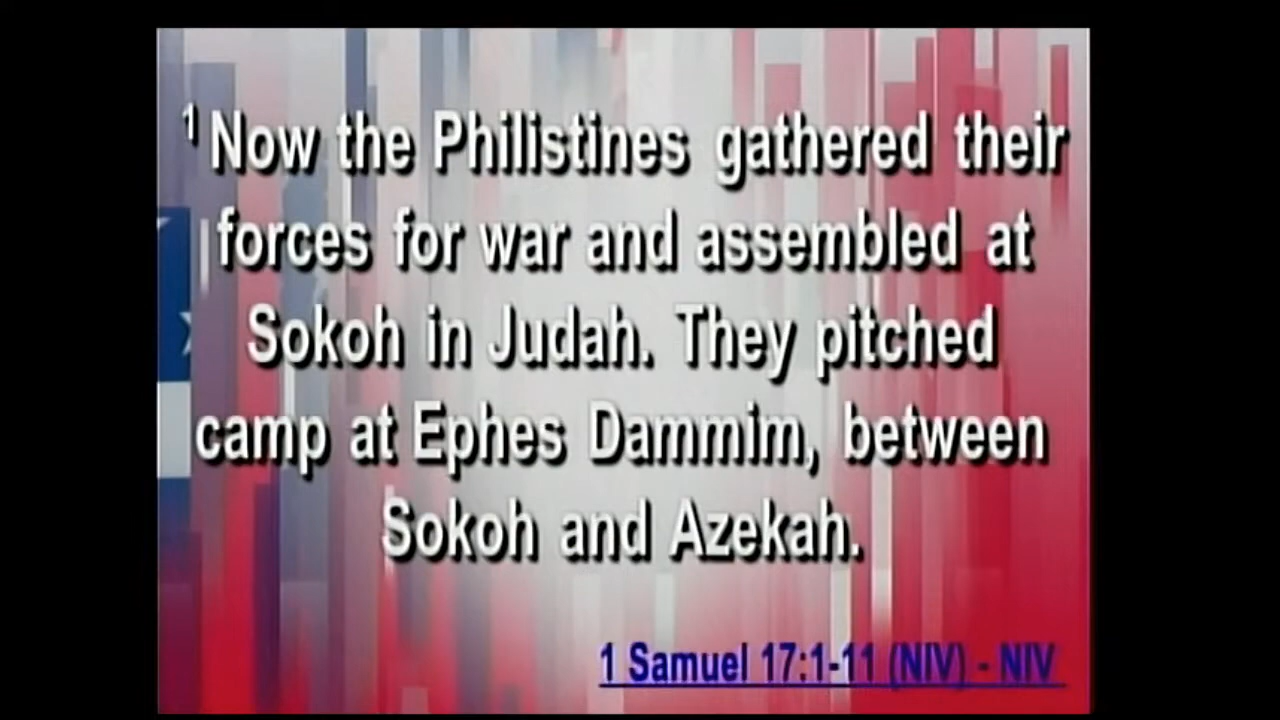 1 Now the Philistines gathered their
forces for war and assembled at
Sokoh in Judah. They pitched
camp at Ephes Dammim, between
Sokoh and Azekah.
1 Samuel 17:1-11 (NIV) - NIV